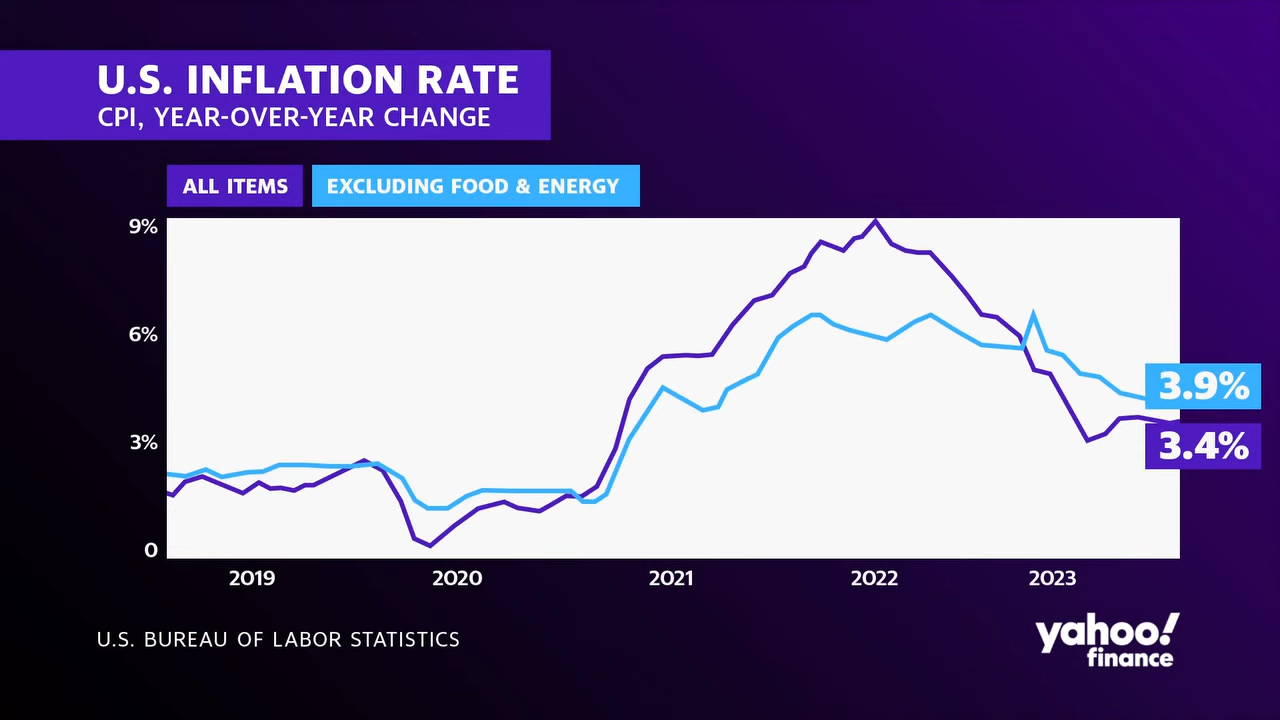 U.S. INFLATION RATE
CPI, YEAR-OVER-YEAR CHANGE
ALL ITEMS
EXCLUDING FOOD & ENERGY
9%
6%
3%
0
3.9%
3.4%
2019
2020
2021
2022
2023
U.S. BUREAU OF LABOR STATISTICS
yahoo!
finance